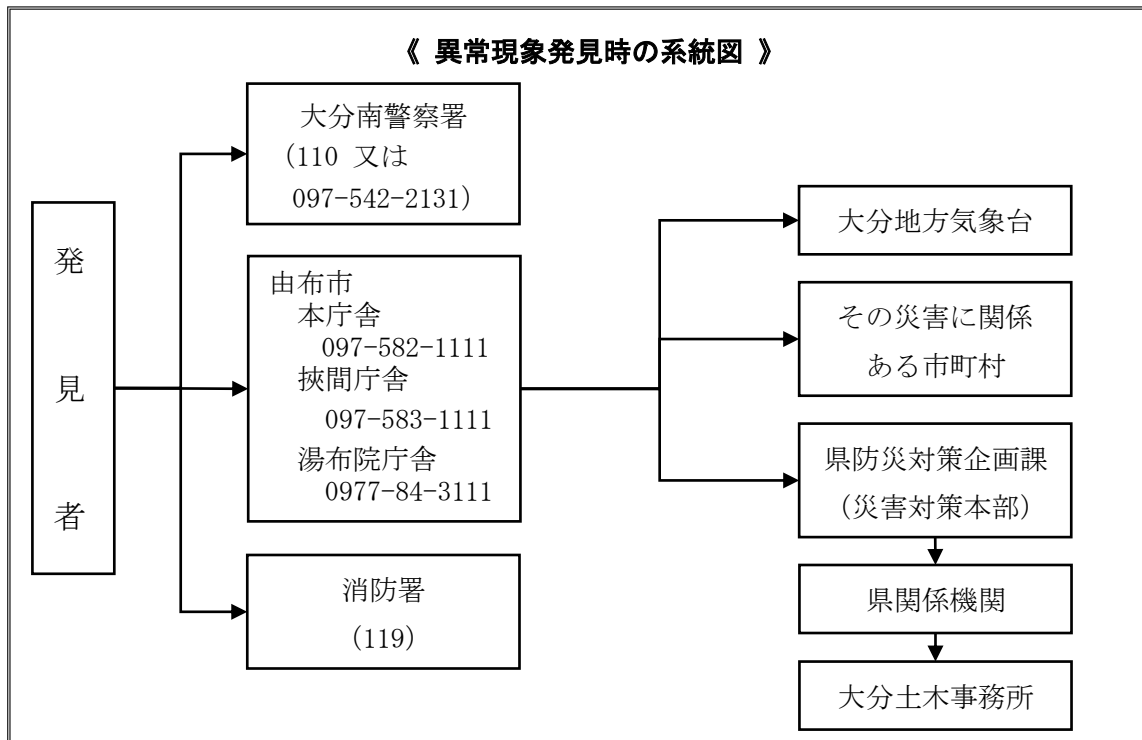 《 異常現象発見時の系統図 》
発見者
大分南警察署
(110 又は
097-542-2131)
由布市
本庁舎
097-582-1111
挾間庁舎
097-583-1111
湯布院庁舎
0977-84-3111
消防署
(119)
大分地方気象台
その災害に関係
ある市町村
県防災対策企画課
(災害対策本部)
県関係機関
大分土木事務所